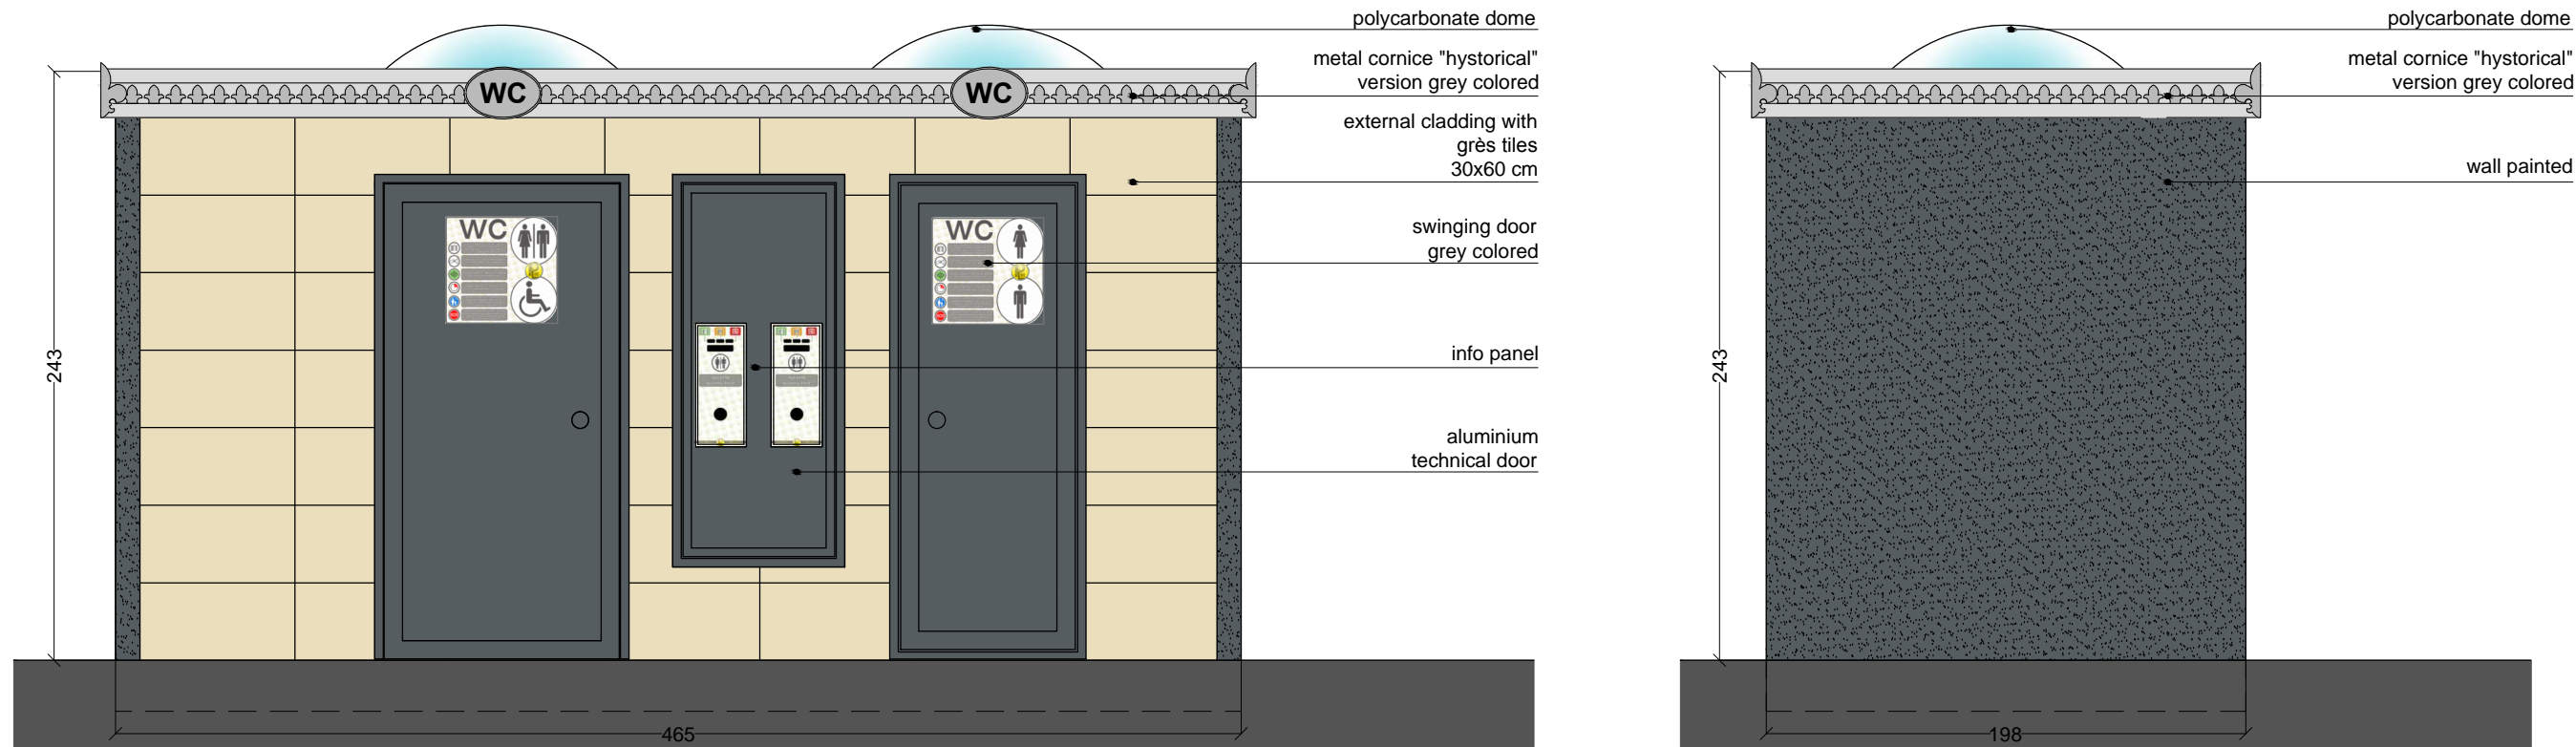 polycarbonate dome
metal cornice "hystorical"
version grey colored
external cladding with
grès tiles
30x60 cm
swinging door
grey colored
info panel
aluminium
technical door
WC
WC
WC
WC
243
465
polycarbonate dome
metal cornice "hystorical"
version grey colored
wall painted
243
198